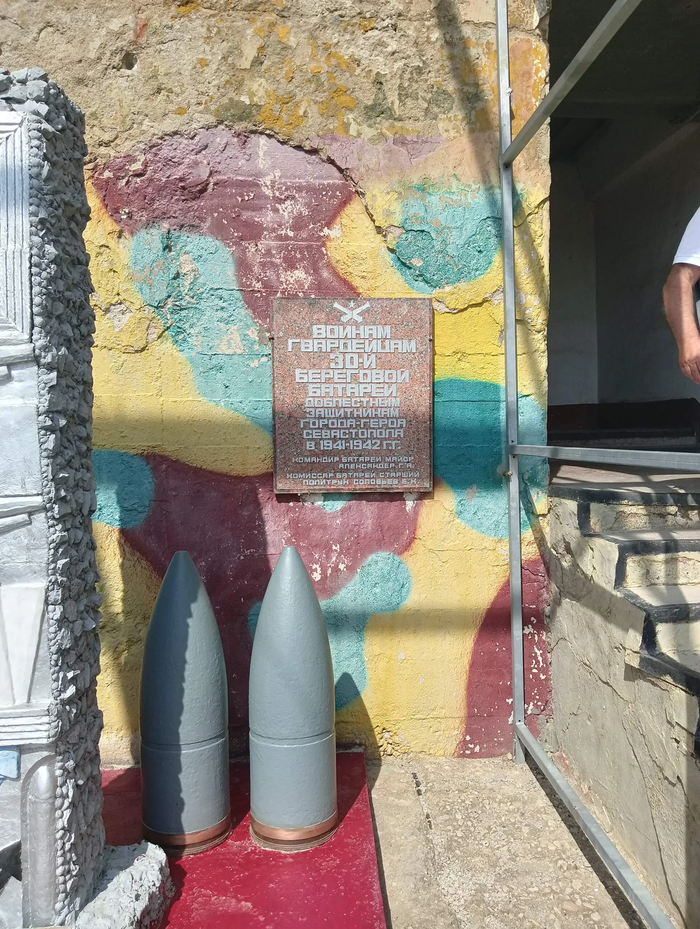 ВОИНАМ
ГВАРДЕЙЦАМ
30-Й
БЕРЕГОВОЙ
БАТАРЕИ
ДОБЛЕСТНЫМ
ЗАЩИТНИКАМ
ГОРОДА-ГЕРОЯ
СЕВАСТОПОЛЯ
В 1941-1942 Г.Г.
КОМАНДИР БАТАРЕИ МАЙОР
АЛЕКСАНДЕР Г.А.
КОМИССАР БАТАРЕИ СТАРШИЙ
ПОЛИТРУК СОЛОВЬЕВ Е.К.